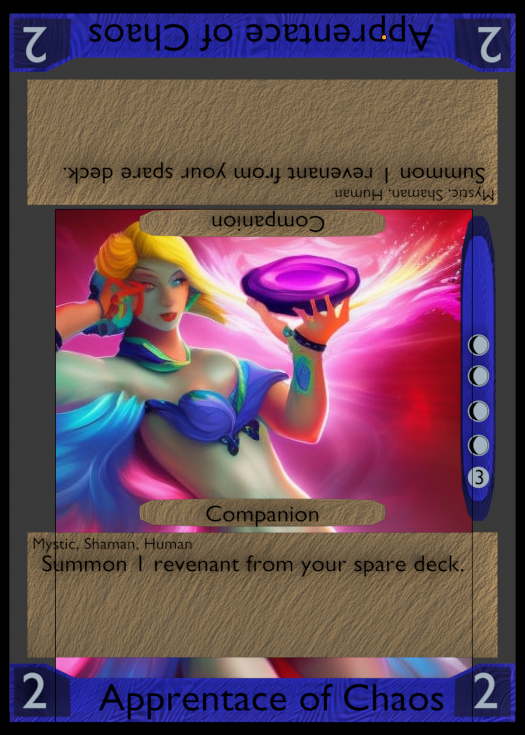 2 Apprentace of Chaos 2
Summon 1 revenant from your spare deck.
Mystic, Shaman, Human
Companion
3
Companion
Mystic, Shaman, Human
Summon 1 revenant from your spare deck.
2 Apprentace of Chaos 2